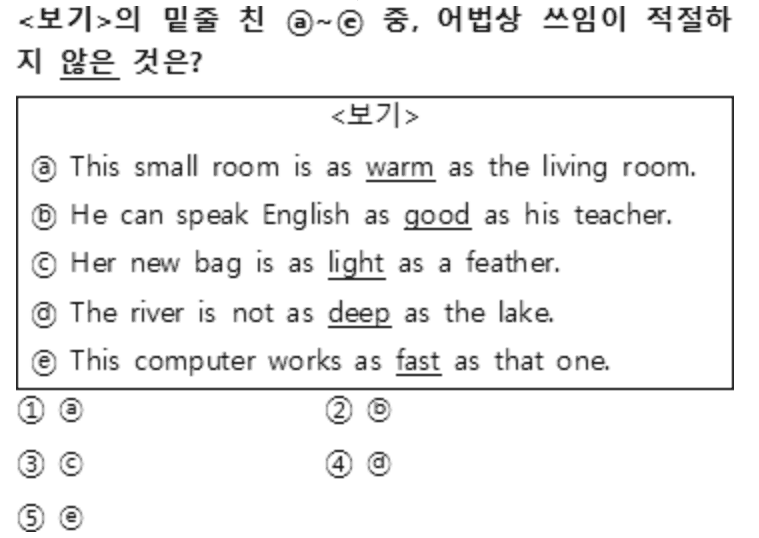 <보기>의 밑줄 친 ⓐ~ⓔ 중, 어법상 쓰임이 적절하
지 않은 것은?
<보기>
ⓐ This small room is as warm as the living room.
ⓑ He can speak English as good as his teacher.
ⓒ Her new bag is as light as a feather.
ⓓ The river is not as deep as the lake.
ⓔ This computer works as fast as that one.
① ⓐ ② ⓑ
③ ⓒ ④ ⓓ
⑤ ⓔ